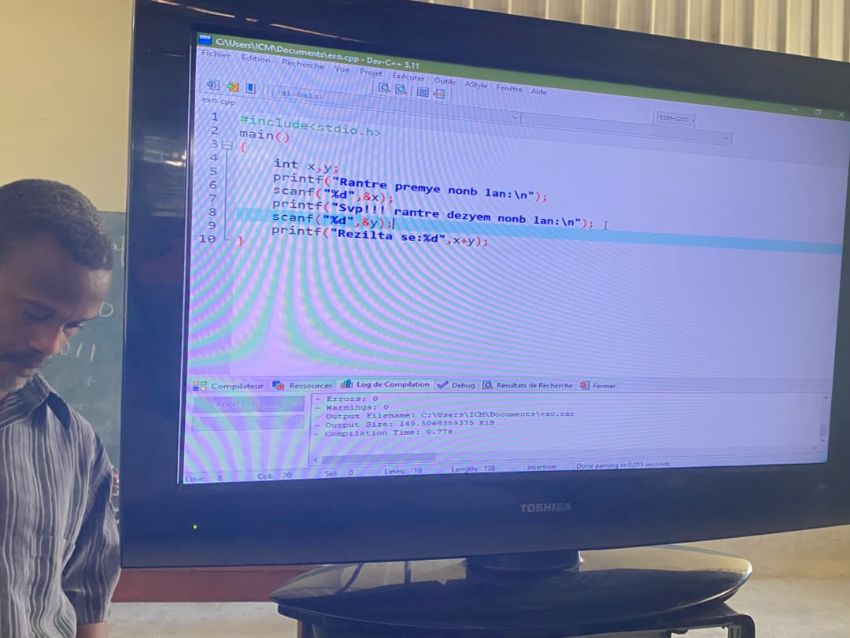 C:\Users\ICM\Documents\exo.cpp - Dev-C++ 5.11
Fichier Edition Recherche Vue Projet Exécuter Outils AStyle Fenêtre Aide
(globals)
exo.cpp
1 #include<stdio.h>
2 main()
3 {
4 int x,y;
5 printf("Rantre premye nonb lan:\n");
6 scanf("%d",&x);
7 printf("Svp!!! rantre dezyem nonb lan:\n");
8 scanf("%d",&y);
9 printf("Rezilta se:%d",x+y);
10 }
Compilateur Ressources Log de Compilation Debug Résultats de Recherche Fermer
- Errors: 0
- Warnings: 0
- Output Filename: C:\Users\ICM\Documents\exo.exe
- Output Size: 149.5068359375 KiB
- Compilation Time: 0.77s
Line: 8 Col: 20 Sel: 0 Lines: 10 Length: 198 Insertion Done parsing in 0.015 seconds
TOSHIBA